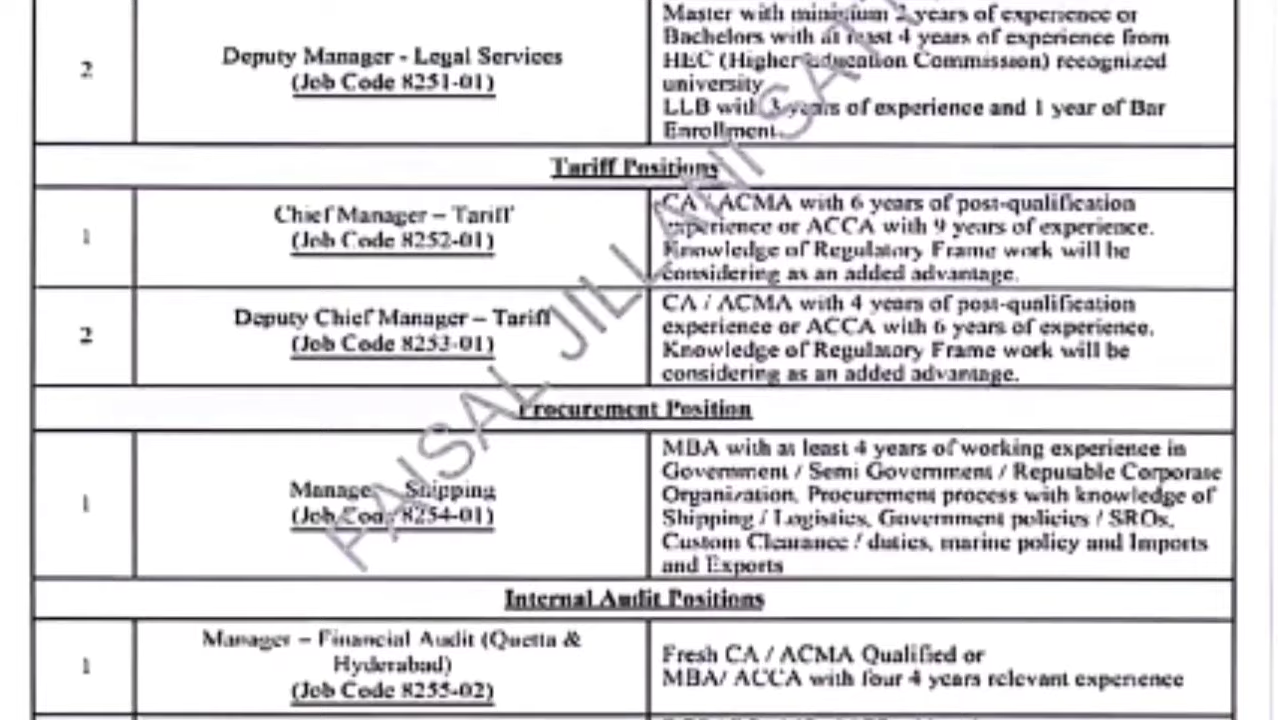 Master with minimum 2 years of experience or
Bachelors with at least 4 years of experience from
HEC (Higher Education Commission) recognized
university
LLB with 3 years of experience and 1 year of Bar
Enrollment.
2
Deputy Manager - Legal Services
(Job Code 8251-01)
Tariff Positions
1
Chief Manager – Tariff
(Job Code 8252-01)
CA / ACMA with 6 years of post-qualification
experience or ACCA with 9 years of experience.
Knowledge of Regulatory Frame work will be
considering as an added advantage.
2
Deputy Chief Manager – Tariff
(Job Code 8253-01)
CA / ACMA with 4 years of post-qualification
experience or ACCA with 6 years of experience.
Knowledge of Regulatory Frame work will be
considering as an added advantage.
Procurement Position
1
Manager – Shipping
(Job Code 8254-01)
MBA with at least 4 years of working experience in
Government / Semi Government / Reputable Corporate
Organization, Procurement process with knowledge of
Shipping / Logistics, Government policies / SROs,
Custom Clearance / duties, marine policy and Imports
and Exports
Internal Audit Positions
1
Manager – Financial Audit (Quetta &
Hyderabad)
(Job Code 8255-02)
Fresh CA / ACMA Qualified or
MBA/ ACCA with four 4 years relevant experience
FAISAL JILLANI